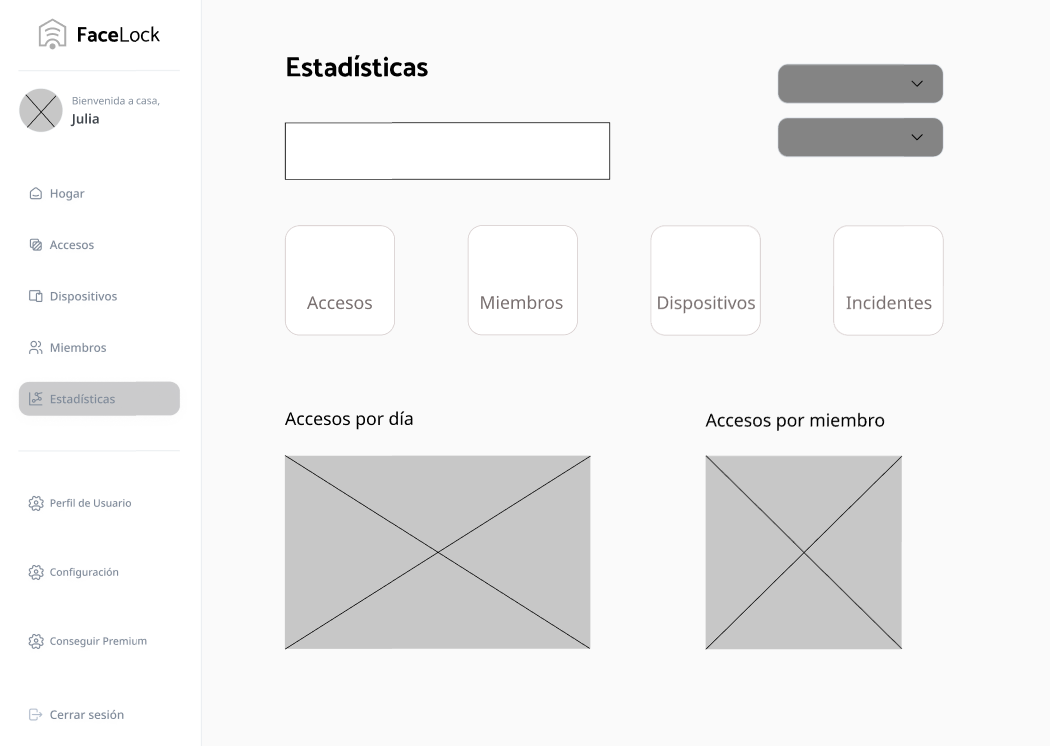 FaceLock
Bienvenida a casa,
Julia
Hogar
Accesos
Dispositivos
Miembros
Estadísticas
Perfil de Usuario
Configuración
Conseguir Premium
Cerrar sesión
Estadísticas
Accesos
Miembros
Dispositivos
Incidentes
Accesos por día
Accesos por miembro